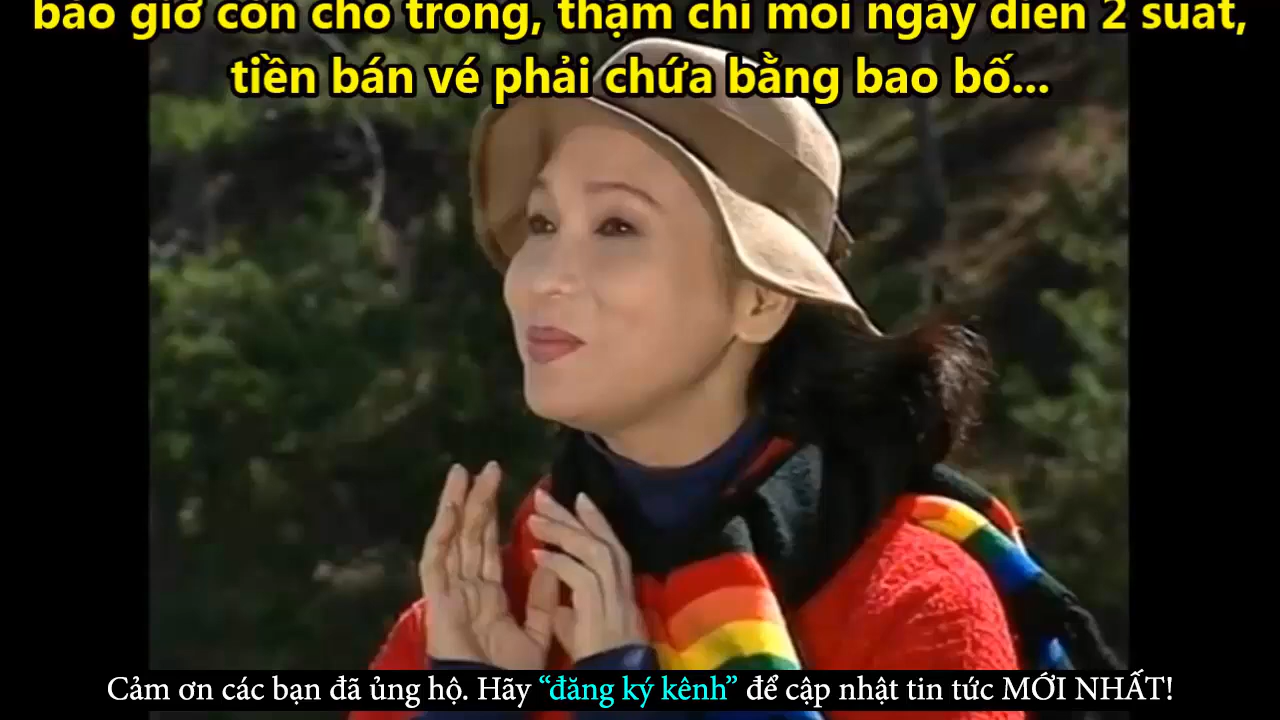 bao giờ còn chỗ trống, thậm chí mỗi ngày diễn 2 suất,
tiền bán vé phải chứa bằng bao bố...
Cảm ơn các bạn đã ủng hộ. Hãy “đăng ký kênh” để cập nhật tin tức MỚI NHẤT!